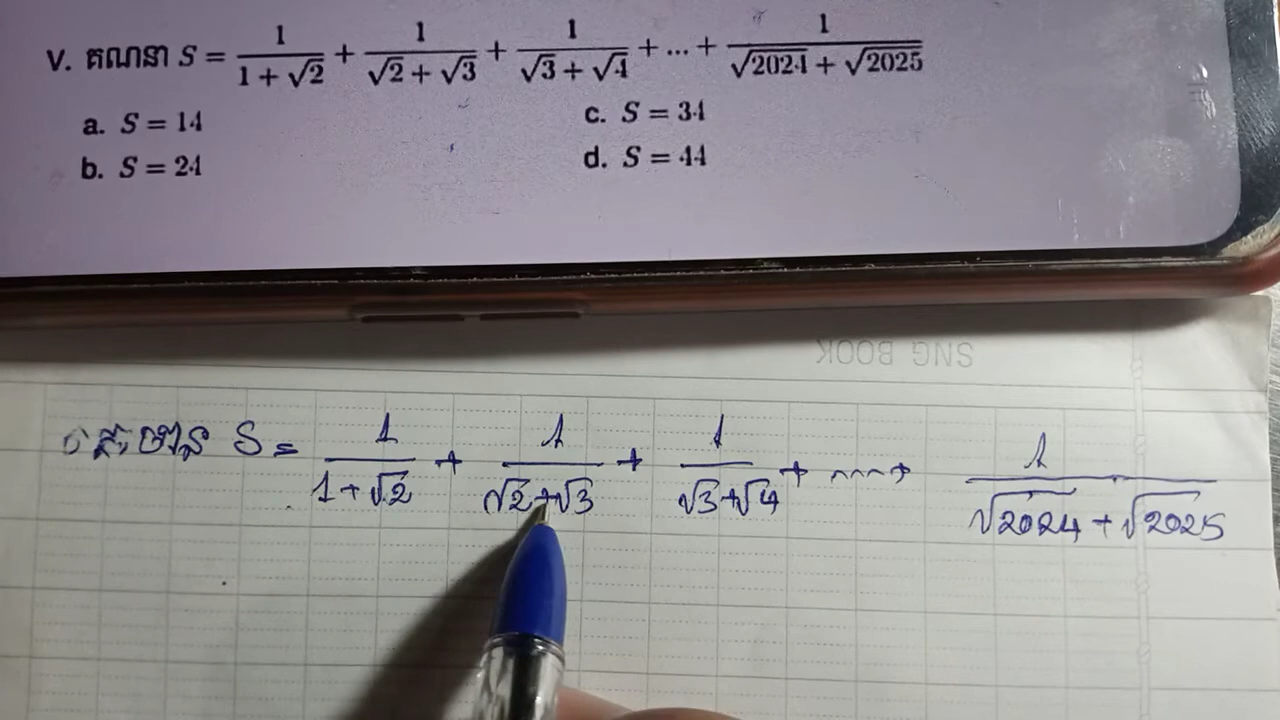 V. គណនា S = 1/(1 + √2) + 1/(√2 + √3) + 1/(√3 + √4) + ... + 1/(√2024 + √2025)
a. S = 14
c. S = 34
b. S = 24
d. S = 44
SNG BOOK
S = 1/(1+√2) + 1/(√2+√3) + 1/(√3+√4) + ... + 1/(√2024 + √2025)